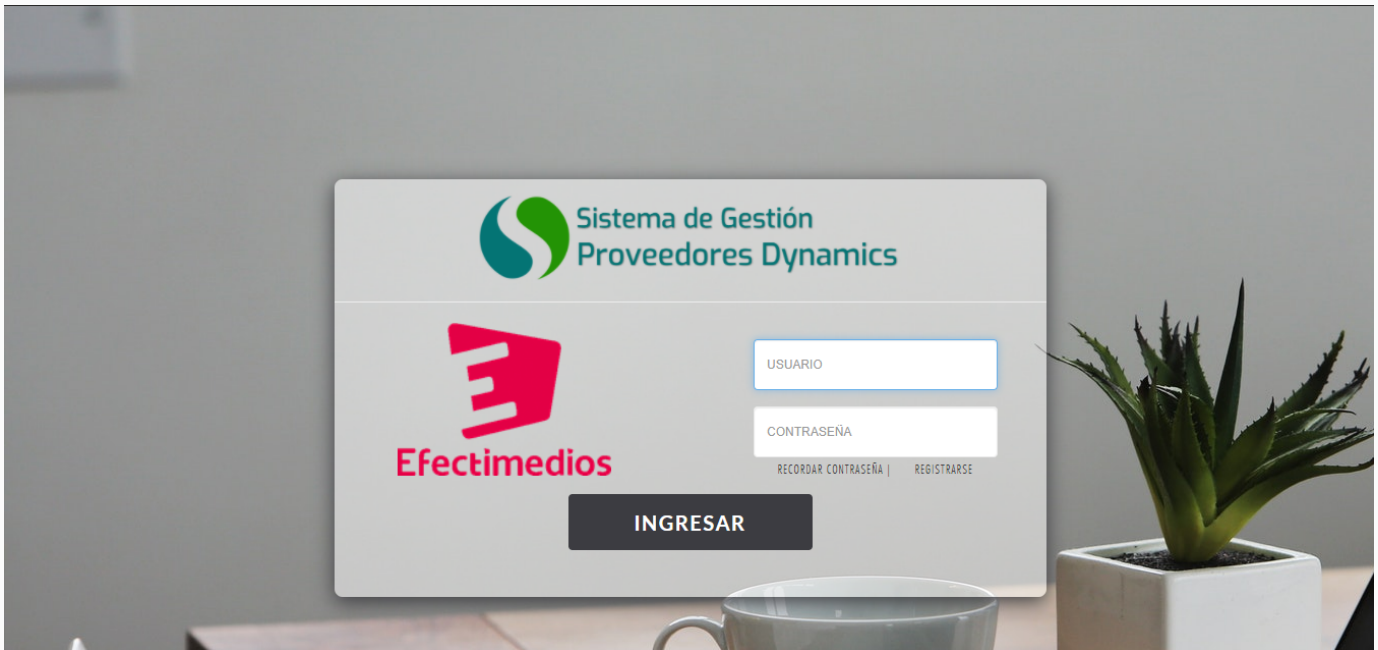 Sistema de Gestión
Proveedores Dynamics
Efectimedios
USUARIO
CONTRASEÑA
RECORDAR CONTRASEÑA | REGISTRARSE
INGRESAR